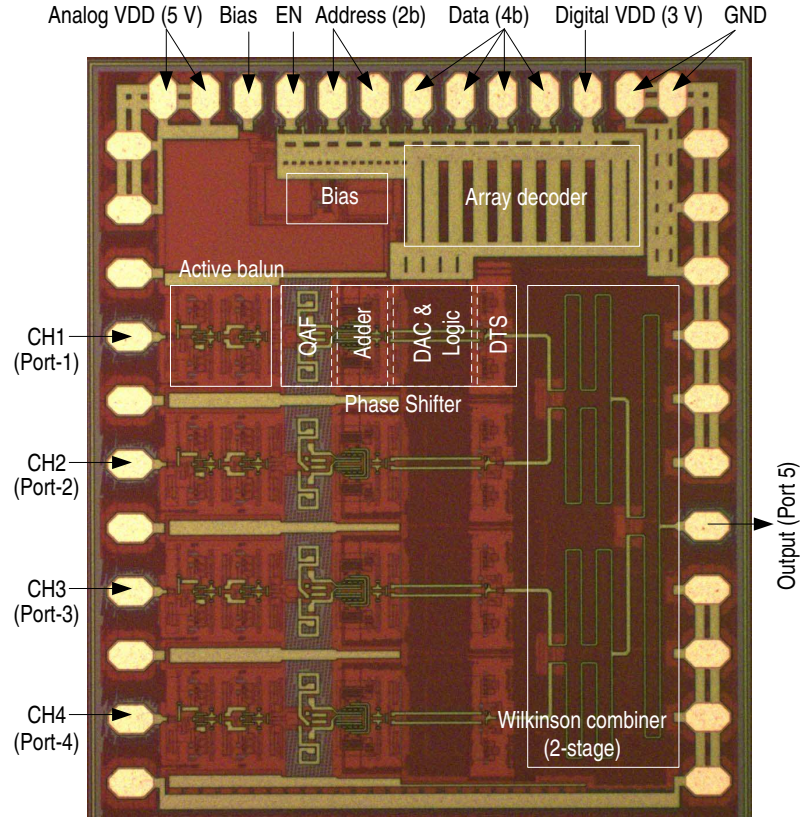 Analog VDD (5 V) Bias EN Address (2b) Data (4b) Digital VDD (3 V) GND
Bias
Array decoder
Active balun
QAF
Adder
DAC &
Logic
DTS
CH1
(Port-1)
Phase Shifter
CH2
(Port-2)
Output (Port 5)
CH3
(Port-3)
CH4
(Port-4)
Wilkinson combiner
(2-stage)